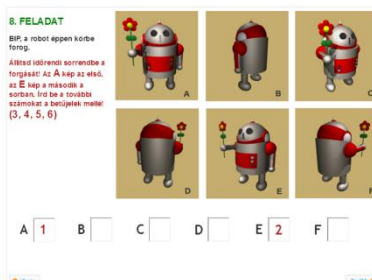 8. FELADAT
BIP, a robot éppen körbe
forog.
Állítsd időrendi sorrendbe a
forgását! Az A kép az első,
az E kép a második a
sorban. Írd be a további
számokat a betűjelek mellé!
(3, 4, 5, 6)
A B C
D E F
A 1 B C D E 2 F